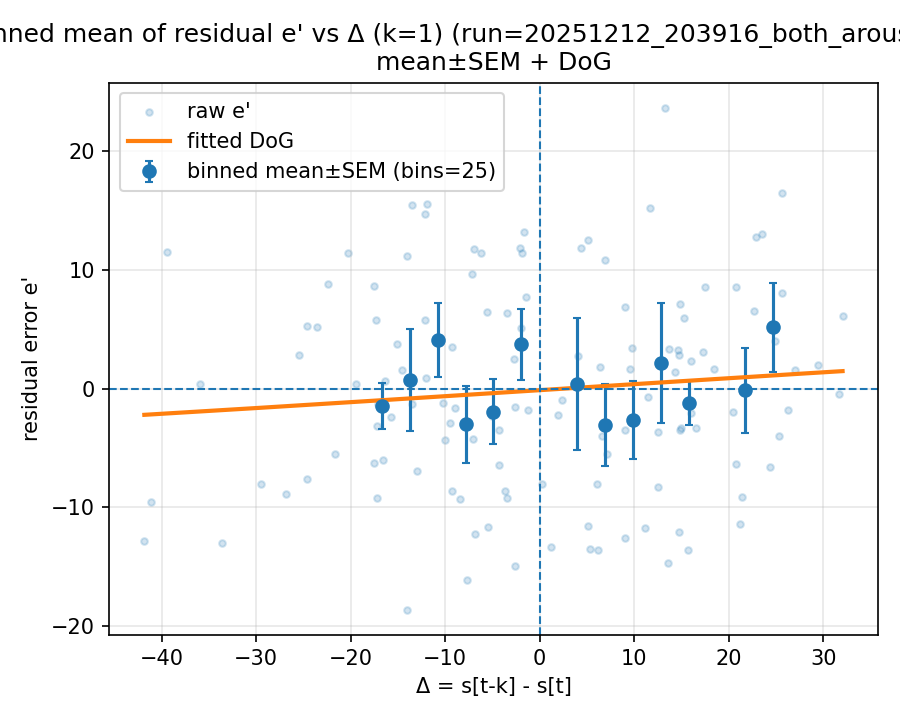 nned mean of residual e' vs Δ (k=1) (run=20251212_203916_both_arous
mean±SEM + DoG
raw e'
fitted DoG
binned mean±SEM (bins=25)
residual error e'
20
10
0
−10
−20
−40
−30
−20
−10
0
10
20
30
Δ = s[t-k] - s[t]